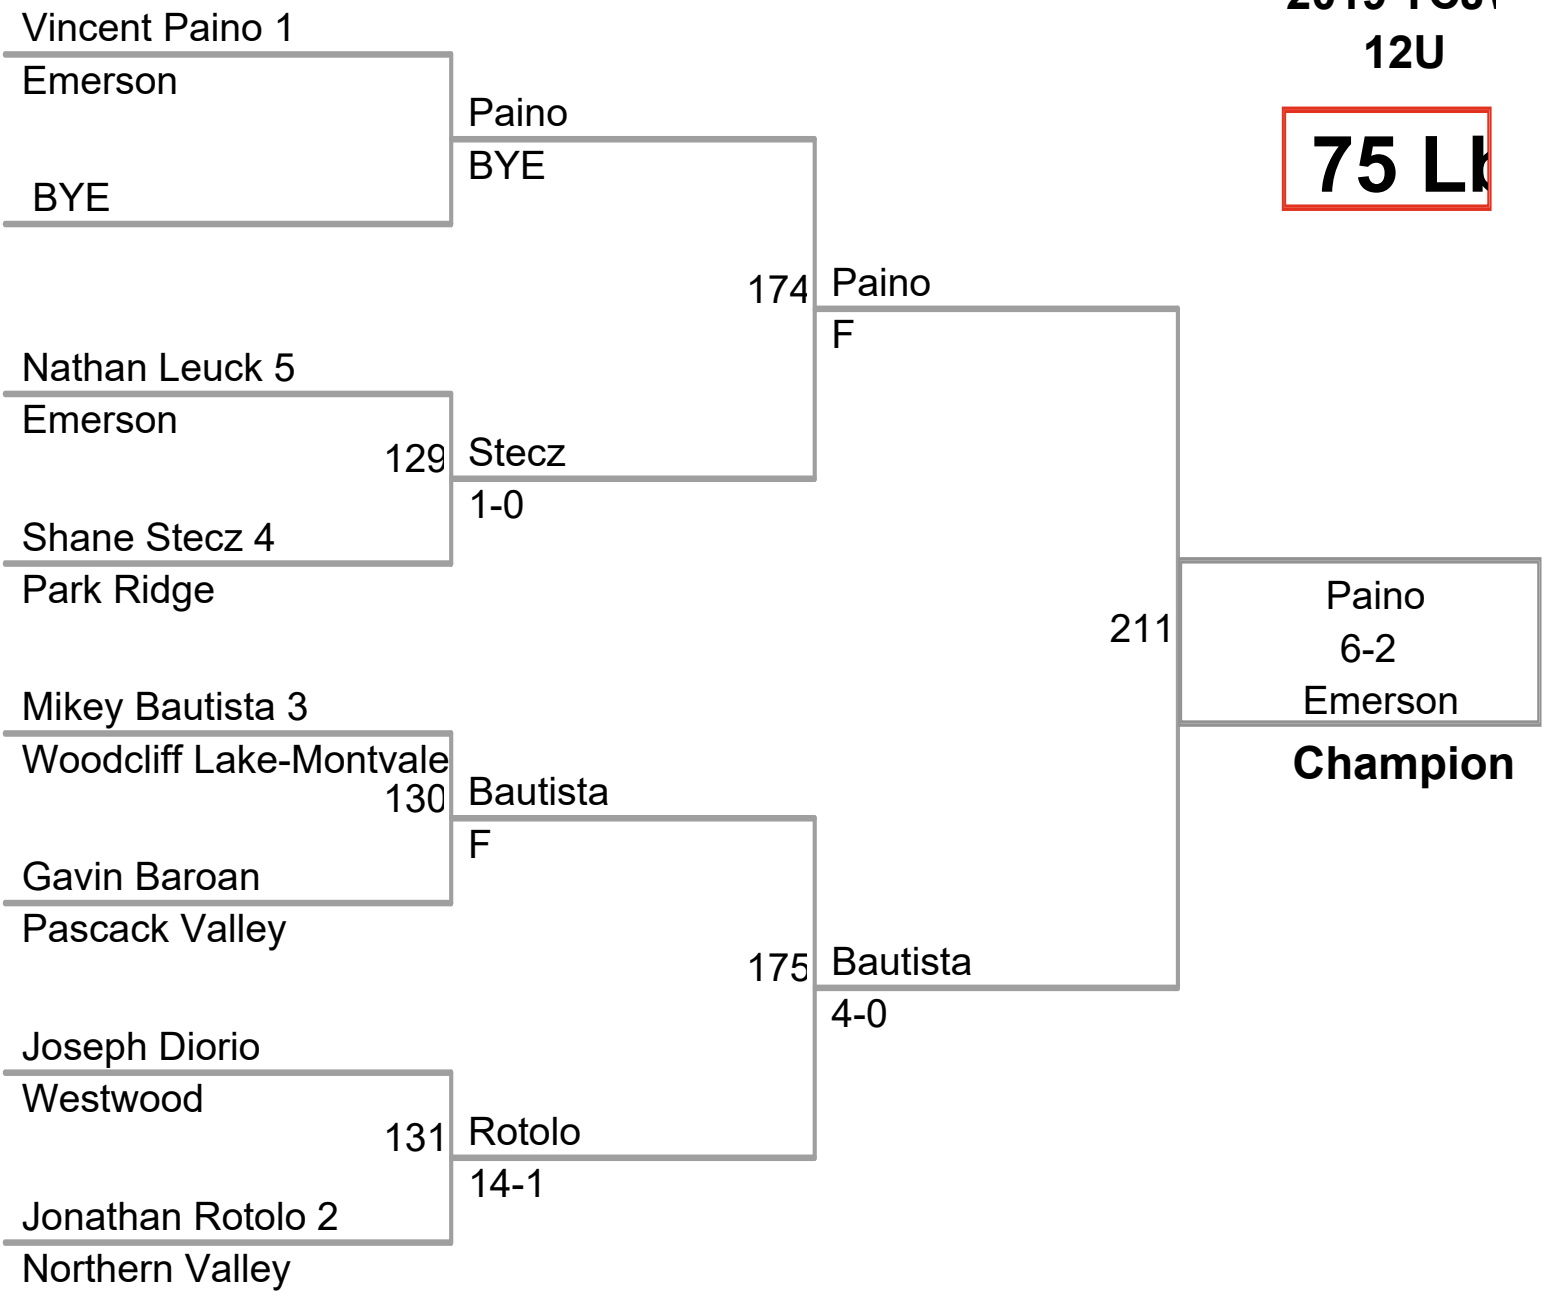 Vincent Paino 1
Emerson
BYE
Paino
BYE
2019
12U
75
Nathan Leuck 5
Emerson
129
Shane Stecz 4
Park Ridge
Stecz
1-0
174
Paino
F
Mikey Bautista 3
Woodcliff Lake-Montvale
130
Gavin Baroan
Pascack Valley
Bautista
F
Joseph Diorio
Westwood
131
Jonathan Rotolo 2
Northern Valley
Rotolo
14-1
175
Bautista
4-0
211
Paino
6-2
Emerson
Champion